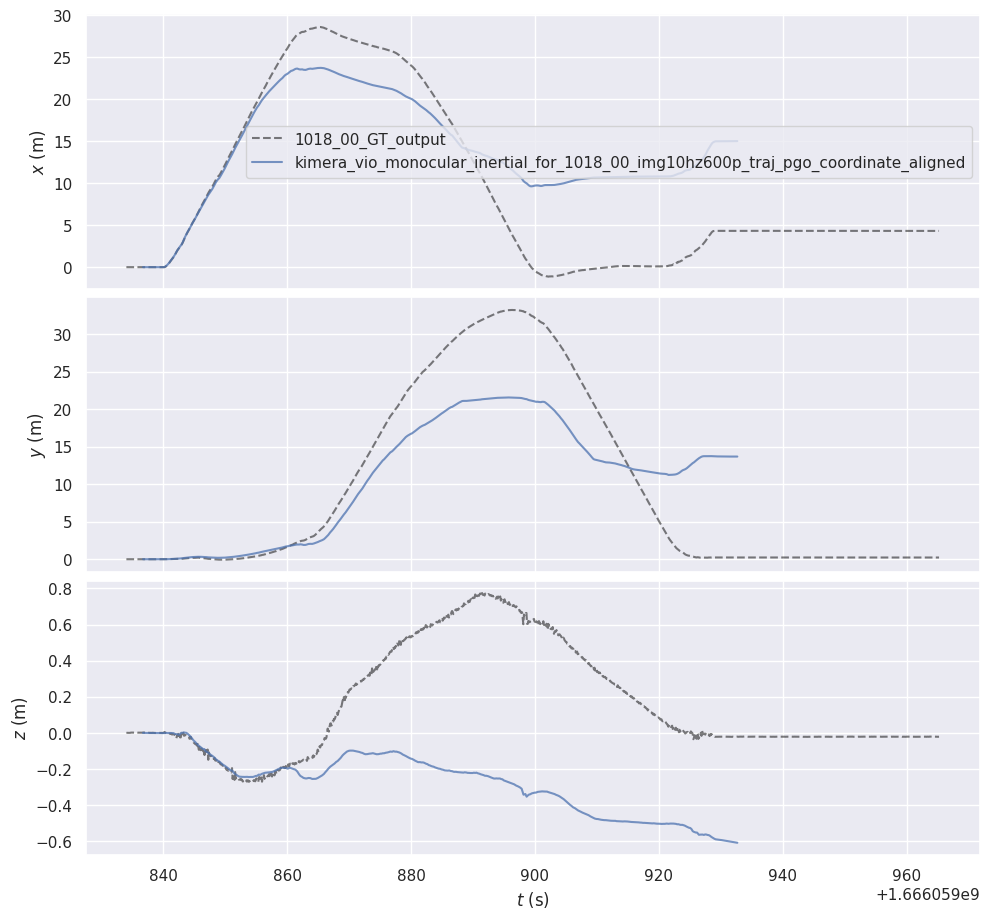 30
25
20
15
10
5
0
x (m)
1018_00_GT_output
kimera_vio_monocular_inertial_for_1018_00_img10hz600p_traj_pgo_coordinate_aligned
30
25
20
15
10
5
0
y (m)
0.8
0.6
0.4
0.2
0.0
−0.2
−0.4
−0.6
z (m)
840 860 880 900 920 940 960
t (s)
+1.666059e9